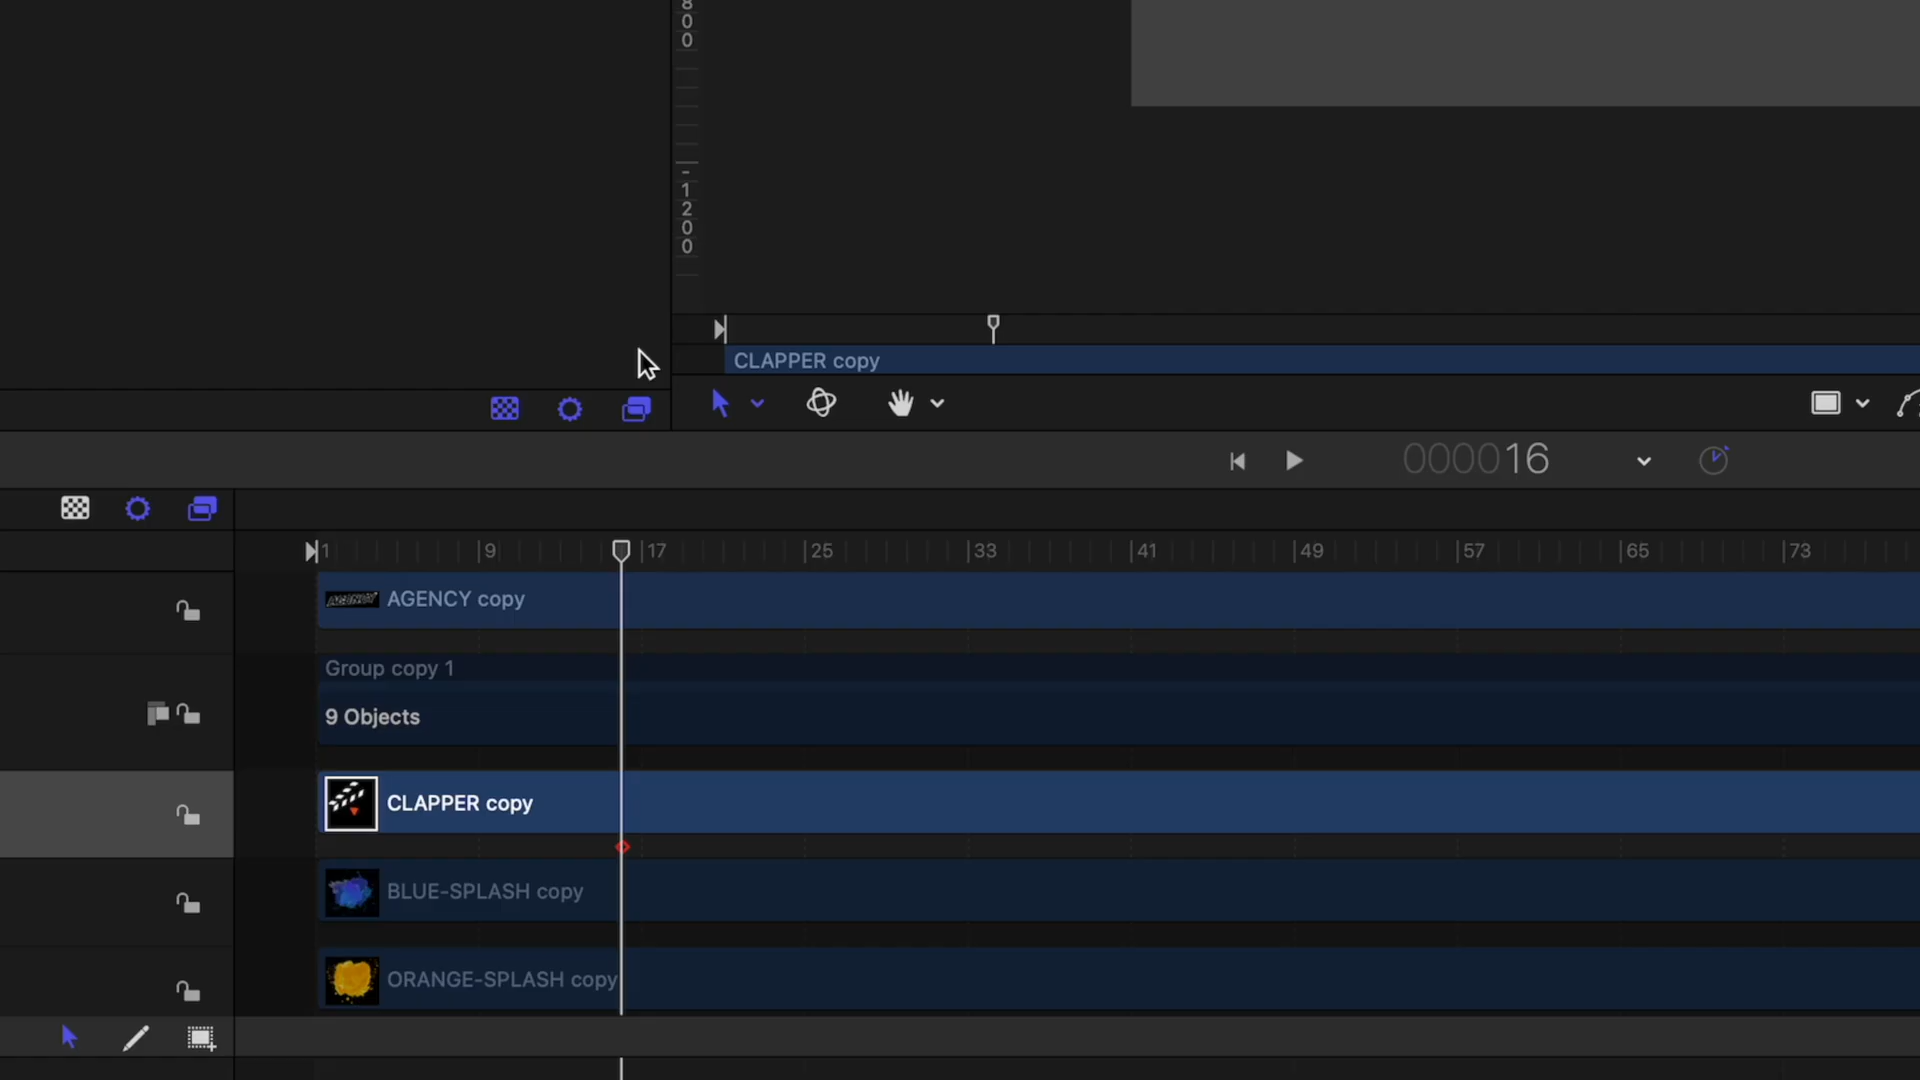 800
-1200
CLAPPER copy
000016
1 9 17 25 33 41 49 57 65 73
AGENCY AGENCY copy
Group copy 1
9 Objects
CLAPPER copy
BLUE-SPLASH copy
ORANGE-SPLASH copy